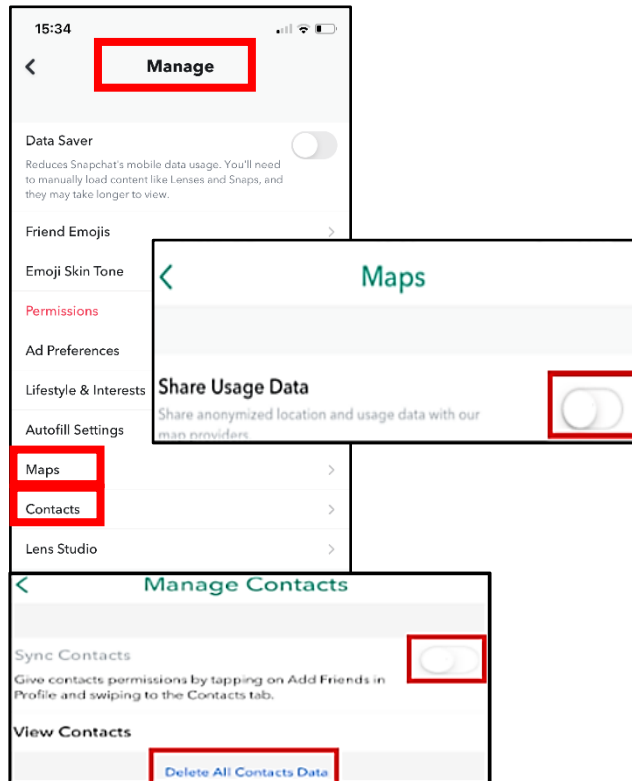 15:34
Manage
Data Saver
Reduces Snapchat's mobile data usage. You'll need
to manually load content like Lenses and Snaps, and
they may take longer to view.
Friend Emojis
Emoji Skin Tone
Permissions
Ad Preferences
Lifestyle & Interests
Autofill Settings
Maps
Contacts
Lens Studio
Maps
Share Usage Data
Share anonymized location and usage data with our
map providers
Manage Contacts
Sync Contacts
Give contacts permissions by tapping on Add Friends in
Profile and swiping to the Contacts tab.
View Contacts
Delete All Contacts Data